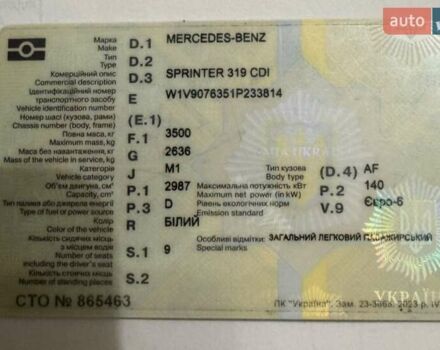 auto
Марка
Make
D.1 MERCEDES-BENZ
Тип
Type
D.2
Комерційний опис
Commercial description
D.3 SPRINTER 319 CDI
Ідентифікаційний номер
транспортного засобу
Vehicle identification number
E W1V9076351P233814
Номер шасі (кузова, рами)
Chassis number (body, frame)
(E.1)
Повна маса, кг
Maximum mass, kg
F.1 3500
Маса без навантаження, кг
Mass of the vehicle in service, kg
G 2636
Категорія
Vehicle category
J M1
Тип кузова
Body type
(D.4) AF
Об'єм двигуна, см³
Capacity, cm³
P.1 2987
Максимальна потужність кВт
Maximum net power (in kW)
P.2 140
Тип палива або джерела енергії
Type of fuel or power source
P.3 D
Рівень екологічних норм
Emission standard
V.9 Євро-6
Колір
Color of the vehicle
R БІЛИЙ
Кількість сидячих місць
з місцем водія
Number of seats
including the driver's seat
S.1 9
Особливі відмітки:
Special marks
ЗАГАЛЬНИЙ ЛЕГКОВИЙ ПАСАЖИРСЬКИЙ
Кількість стоячих місць
Number of standing places
S.2
СТО № 865463
УКРАЇНА
ПК "Україна". Зам. 2023 р. IV